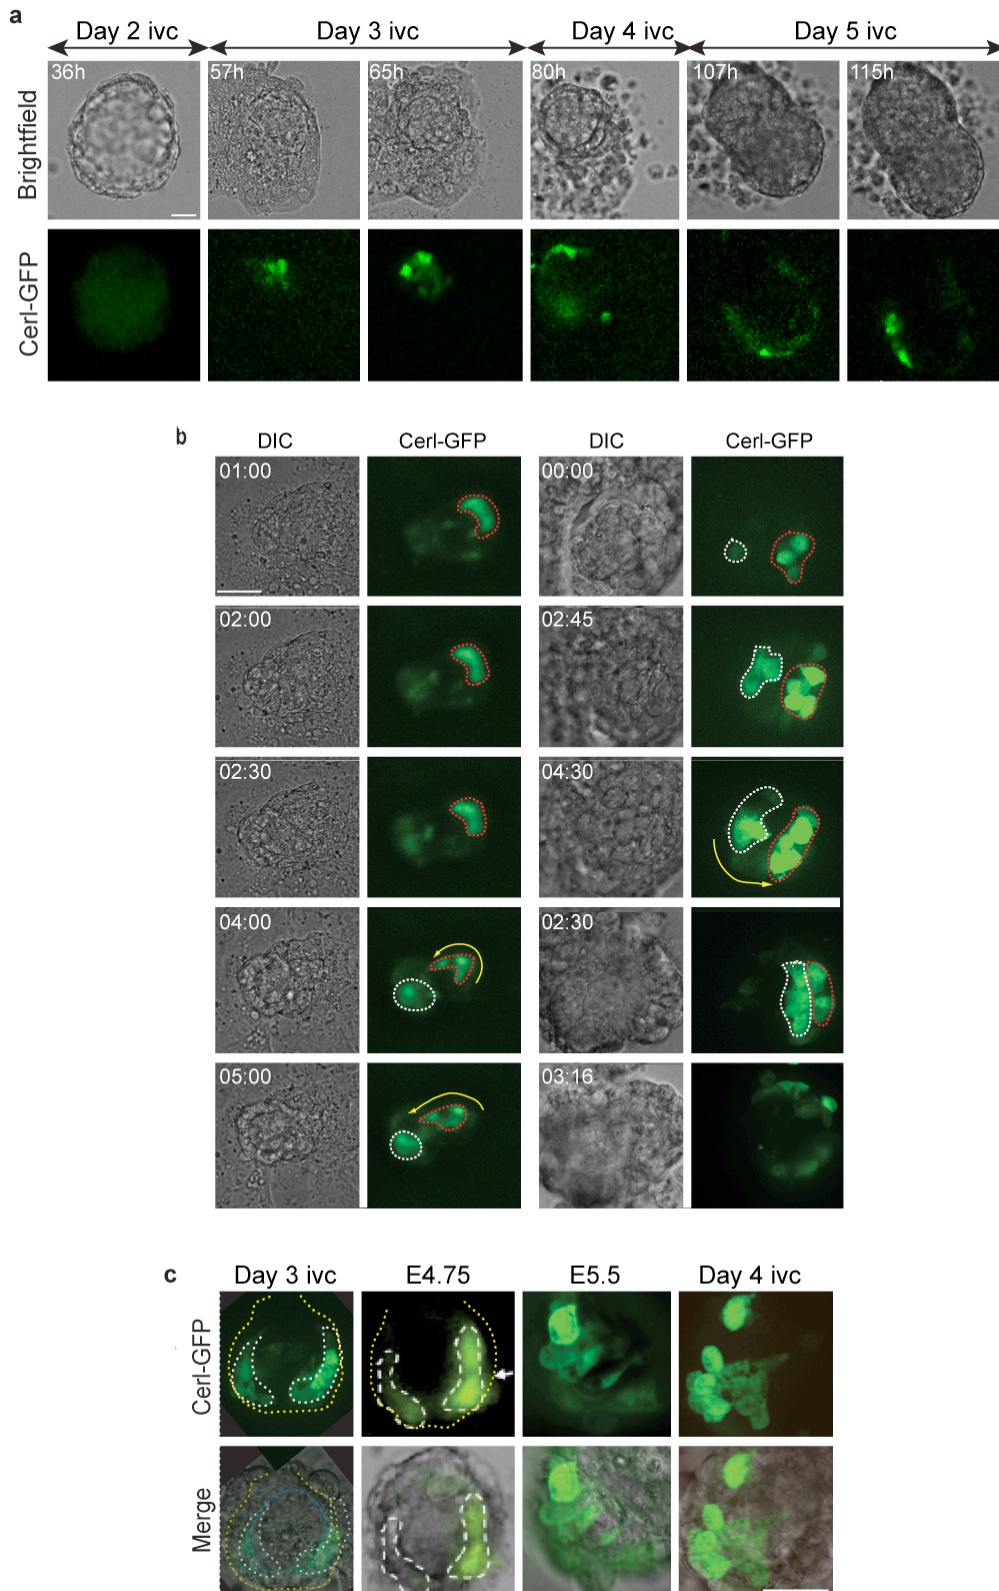 a
Day 2 ivc Day 3 ivc Day 4 ivc Day 5 ivc
Brightfield
36h 57h 65h 80h 107h 115h
Cerl-GFP
b
DIC Cerl-GFP DIC Cerl-GFP
01:00 00:00
02:00 02:45
02:30 04:30
04:00 02:30
05:00 03:16
c
Day 3 ivc E4.75 E5.5 Day 4 ivc
Cerl-GFP
Merge